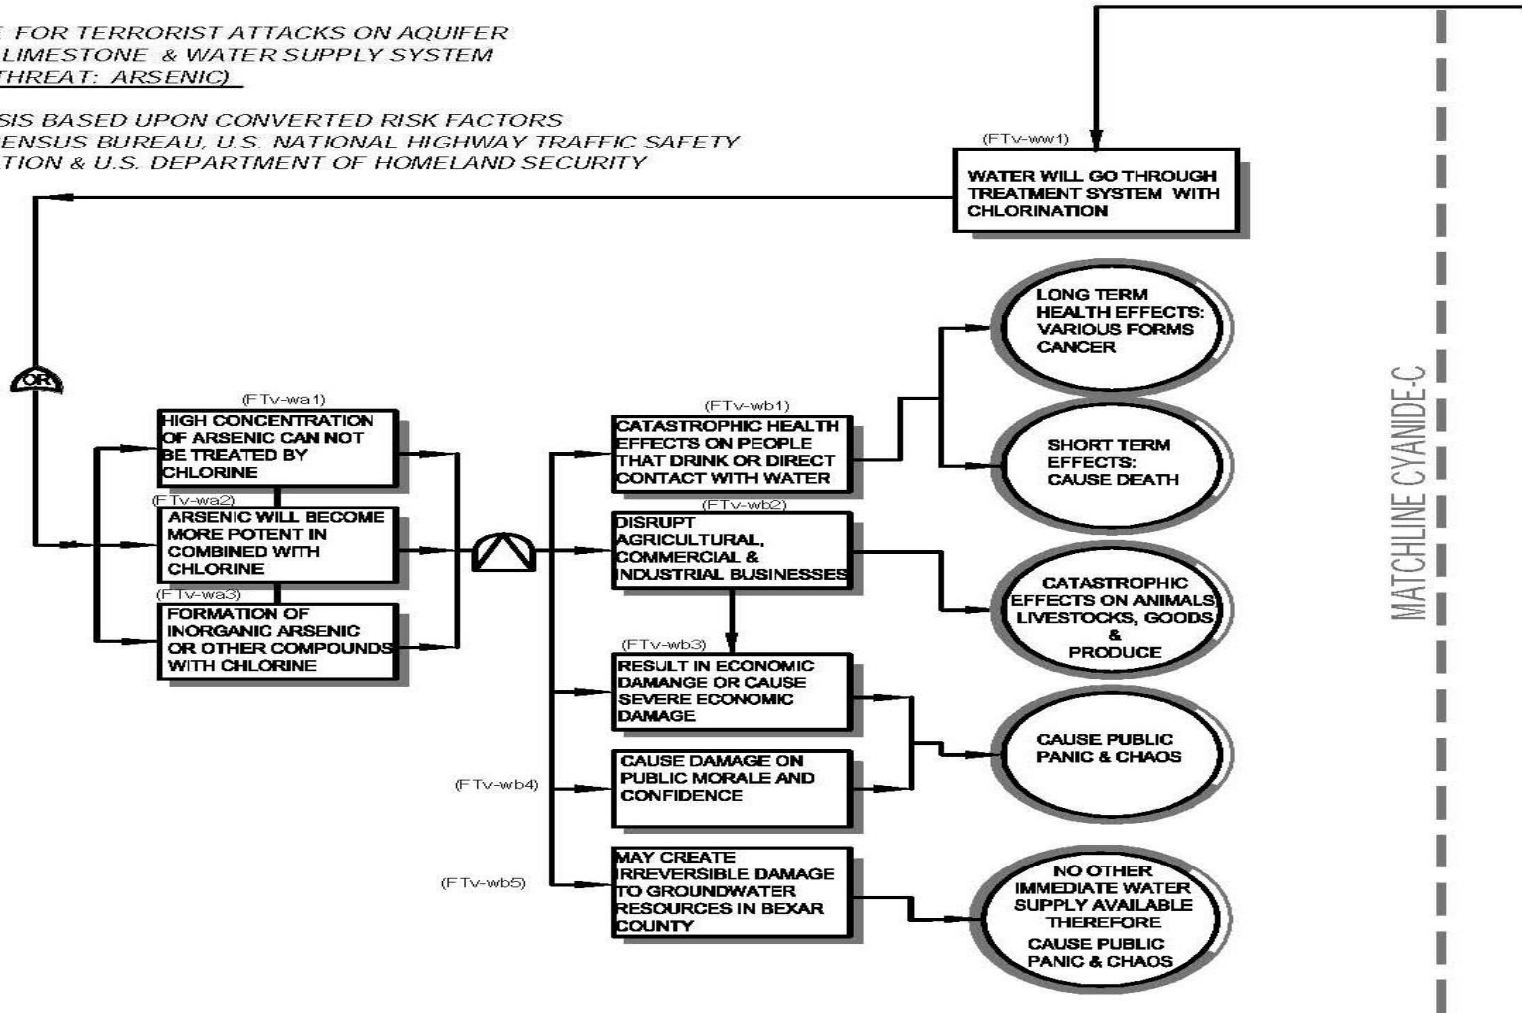 FOR TERRORIST ATTACKS ON AQUIFER
LIMESTONE & WATER SUPPLY SYSTEM
THREAT: ARSENIC)
SIS BASED UPON CONVERTED RISK FACTORS
ENSUS BUREAU, U.S. NATIONAL HIGHWAY TRAFFIC SAFETY
TION & U.S. DEPARTMENT OF HOMELAND SECURITY
(FTv-ww1)
WATER WILL GO THROUGH
TREATMENT SYSTEM WITH
CHLORINATION
OR
(FTv-wa1)
HIGH CONCENTRATION
OF ARSENIC CAN NOT
BE TREATED BY
CHLORINE
(FTv-wa2)
ARSENIC WILL BECOME
MORE POTENT IN
COMBINED WITH
CHLORINE
(FTv-wa3)
FORMATION OF
INORGANIC ARSENIC
OR OTHER COMPOUNDS
WITH CHLORINE
(FTv-wb1)
CATASTROPHIC HEALTH
EFFECTS ON PEOPLE
THAT DRINK OR DIRECT
CONTACT WITH WATER
(FTv-wb2)
DISRUPT
AGRICULTURAL,
COMMERCIAL &
INDUSTRIAL BUSINESSES
(FTv-wb3)
RESULT IN ECONOMIC
DAMANGE OR CAUSE
SEVERE ECONOMIC
DAMAGE
(FTv-wb4)
CAUSE DAMAGE ON
PUBLIC MORALE AND
CONFIDENCE
(FTv-wb5)
MAY CREATE
IRREVERSIBLE DAMAGE
TO GROUNDWATER
RESOURCES IN BEXAR
COUNTY
LONG TERM
HEALTH EFFECTS:
VARIOUS FORMS
CANCER
SHORT TERM
EFFECTS:
CAUSE DEATH
CATASTROPHIC
EFFECTS ON ANIMALS,
LIVESTOCKS, GOODS,
&
PRODUCE
CAUSE PUBLIC
PANIC & CHAOS
NO OTHER
IMMEDIATE WATER
SUPPLY AVAILABLE
THEREFORE
CAUSE PUBLIC
PANIC & CHAOS
MATCHLINE CYANIDE-C